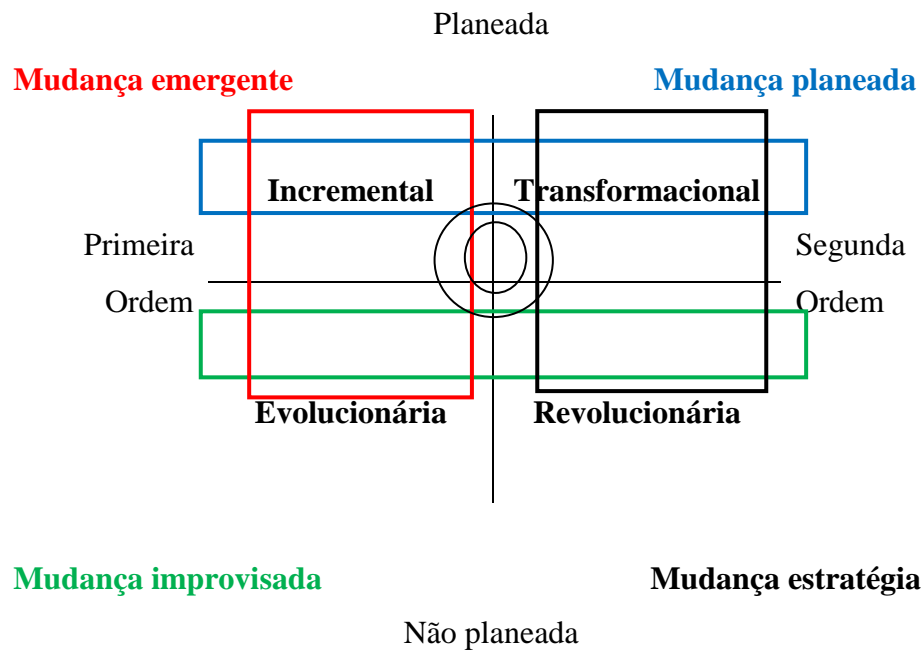 Planeada
Mudança emergente
Mudança planeada
Incremental
Transformacional
Primeira
Segunda
Ordem
Ordem
Evolucionária
Revolucionária
Mudança improvisada
Mudança estratégia
Não planeada